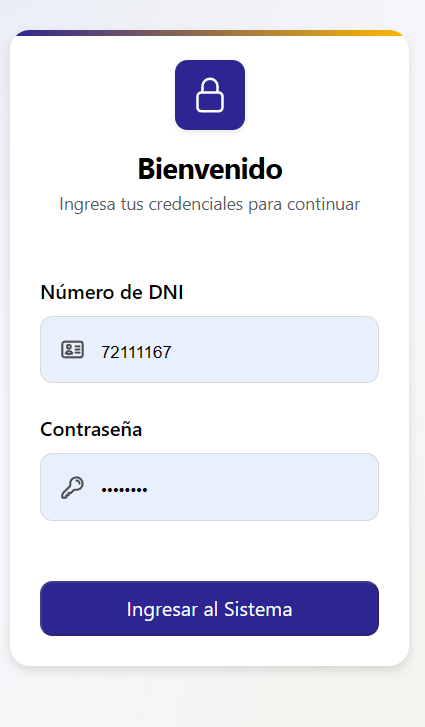 Bienvenido
Ingresa tus credenciales para continuar
Número de DNI
72111167
Contraseña
••••••••
Ingresar al Sistema